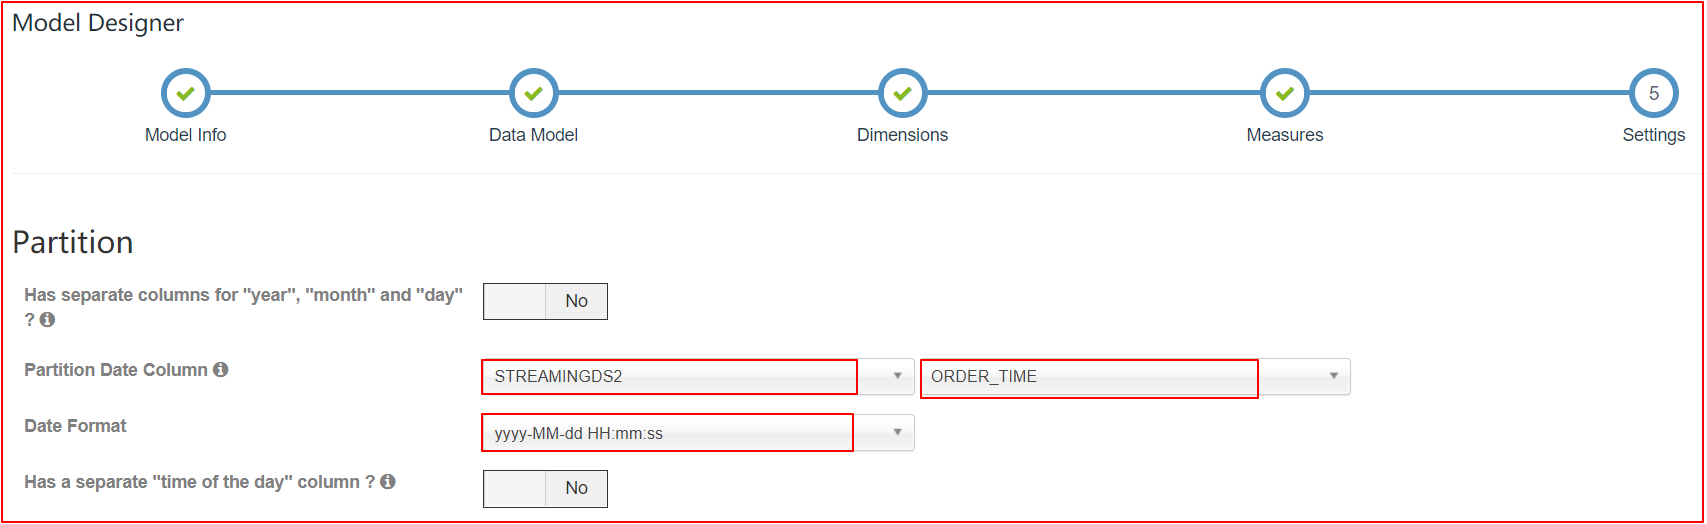 Model Designer
5
Model Info Data Model Dimensions Measures Settings
Partition
Has separate columns for "year", "month" and "day"
? No
Partition Date Column STREAMINGDS2 ORDER_TIME
Date Format yyyy-MM-dd HH:mm:ss
Has a separate "time of the day" column ? No